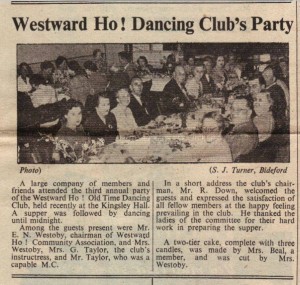 Westward Ho! Dancing Club's Party
Photo)
(S. J. Turner, Bideford
A large company of members and
friends attended the third annual party
of the Westward Ho! Old Time Dancing
Club, held recently at the Kingsley Hall.
A supper was followed by dancing
until midnight.
Among the guests present were Mr.
E. N. Westoby, chairman of Westward
Ho! Community Association, and Mrs.
Westoby, Mrs. G. Taylor, the club's
instructress, and Mr. Taylor, who was a
capable M.C.
In a short address the club's chair-
man, Mr. R. Down, welcomed the
guests and expressed the satisfaction of
all fellow members at the happy feeling
prevailing in the club. He thanked the
ladies of the committee for their hard
work in preparing the supper.
A two-tier cake, complete with three
candles, was made by Mrs. Beal, a
member, and was cut by Mrs.
Westoby.